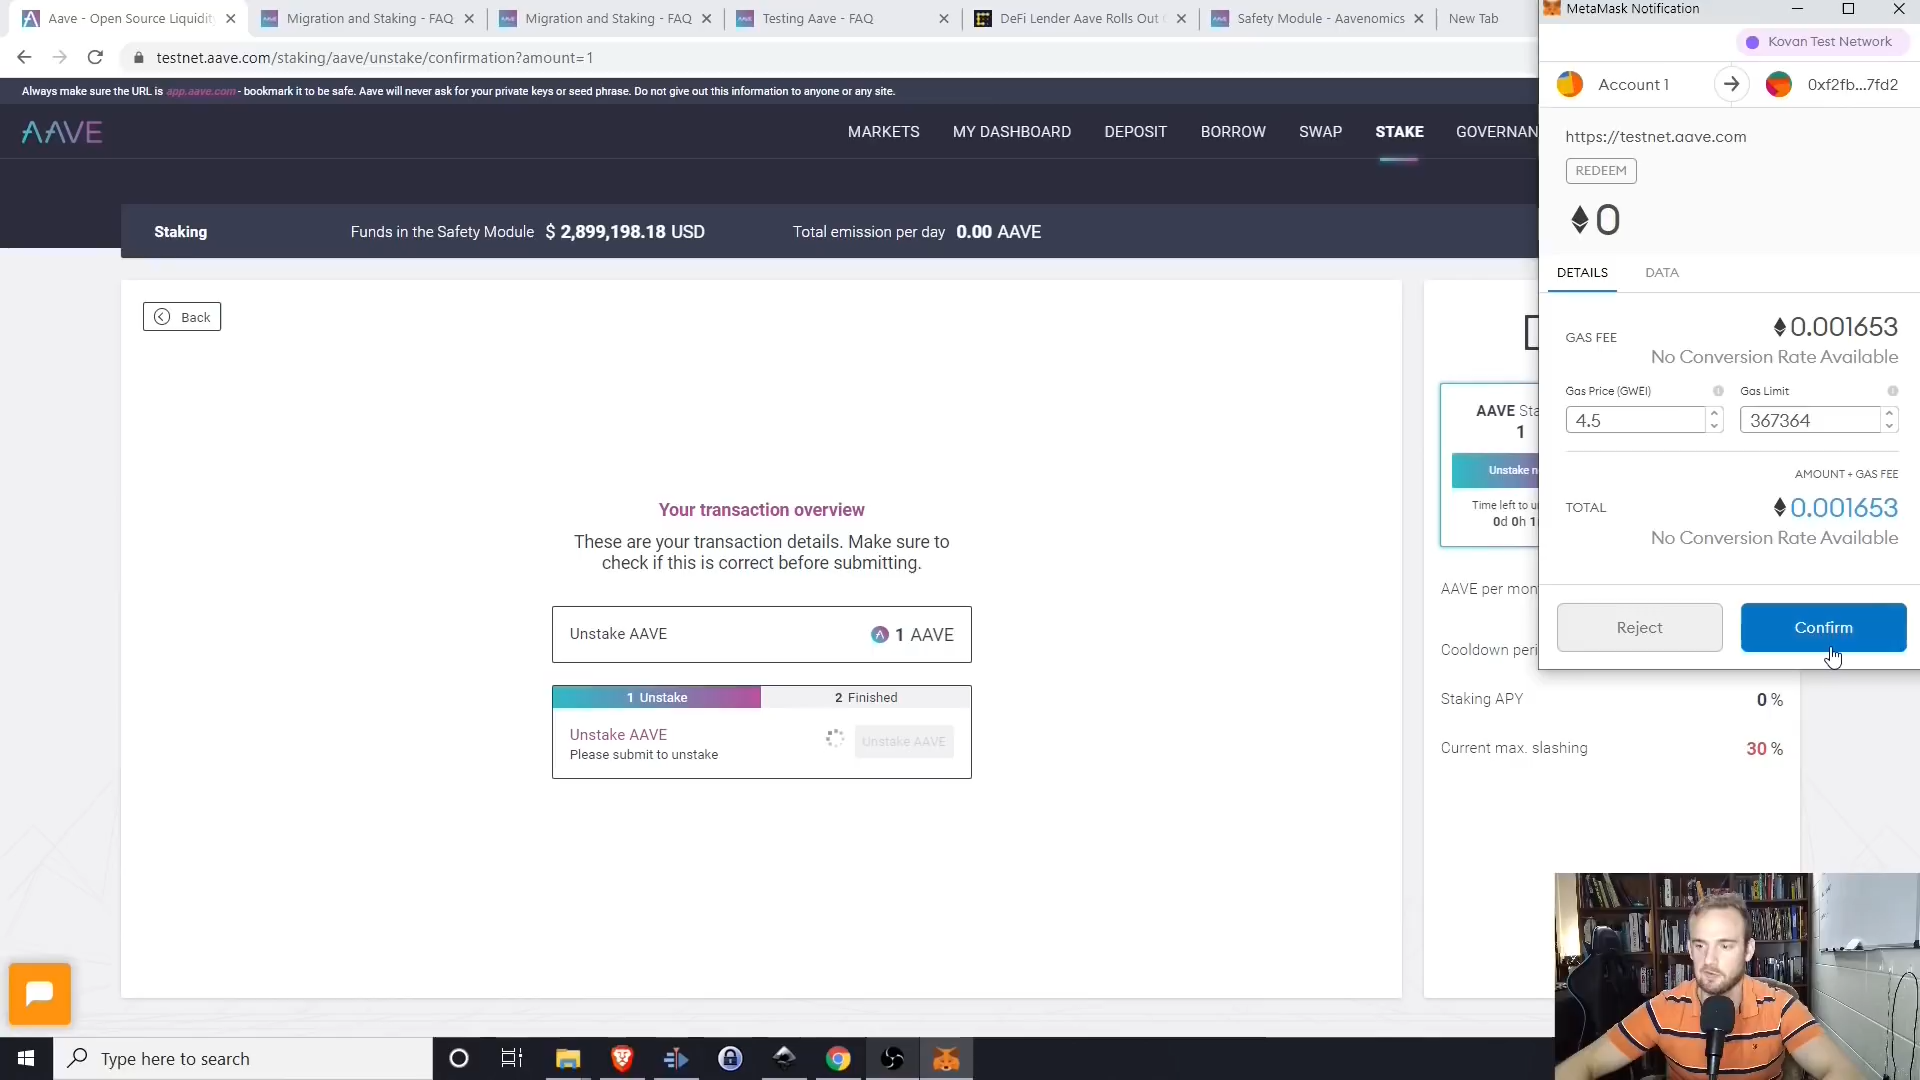 Aave - Open Source Liquidit
Migration and Staking - FAQ
Migration and Staking - FAQ
Testing Aave - FAQ
DeFi Lender Aave Rolls Out
Safety Module - Aavenomics
New Tab
testnet.aave.com/staking/aave/unstake/confirmation?amount=1
Always make sure the URL is app.aave.com - bookmark it to be safe. Aave will never ask for your private keys or seed phrase. Do not give out this information to anyone or any site.
AAVE
MARKETS
MY DASHBOARD
DEPOSIT
BORROW
SWAP
STAKE
GOVERNAN
Staking
Funds in the Safety Module $ 2,899,198.18 USD
Total emission per day 0.00 AAVE
Back
Your transaction overview
These are your transaction details. Make sure to
check if this is correct before submitting.
Unstake AAVE
1 AAVE
1 Unstake
2 Finished
Unstake AAVE
Please submit to unstake
Unstake AAVE
AAVE Sta
1
Unstake n
Time left to u
0d 0h 1
AAVE per mon
Cooldown peri
Staking APY
0 %
Current max. slashing
30 %
MetaMask Notification
Kovan Test Network
Account 1
0xf2fb...7fd2
https://testnet.aave.com
REDEEM
0
DETAILS
DATA
GAS FEE
0.001653
No Conversion Rate Available
Gas Price (GWEI)
Gas Limit
4.5
367364
AMOUNT + GAS FEE
TOTAL
0.001653
No Conversion Rate Available
Reject
Confirm
Type here to search